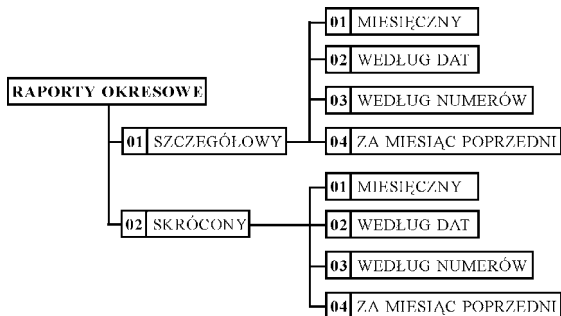 01 MIESIĘCZNY
02 WEDŁUG DAT
RAPORTY OKRESOWE
03 WEDŁUG NUMERÓW
01 SZCZEGÓŁOWY
04 ZA MIESIĄC POPRZEDNI
01 MIESIĘCZNY
02 SKRÓCONY
02 WEDŁUG DAT
03 WEDŁUG NUMERÓW
04 ZA MIESIĄC POPRZEDNI